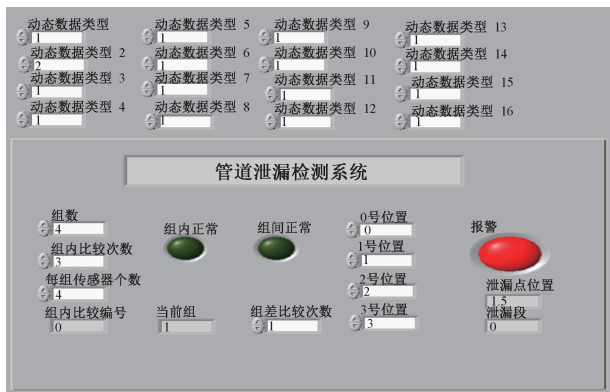 动态数据类型 动态数据类型 5 动态数据类型 9 动态数据类型 13
1 1 1 1
动态数据类型 2 动态数据类型 6 动态数据类型 10 动态数据类型 14
2 1 1 1
动态数据类型 3 动态数据类型 7 动态数据类型 11 动态数据类型 15
1 1 1 1
动态数据类型 4 动态数据类型 8 动态数据类型 12 动态数据类型 16
1 1 1 1
管道泄漏检测系统
组数 组内正常 组间正常 0号位置 报警
4 0
组内比较次数 1号位置
3 1
每组传感器个数 2号位置 泄漏点位置
4 2 1.5
组内比较编号 当前组 组差比较次数 3号位置 泄漏段
0 1 1 3 0